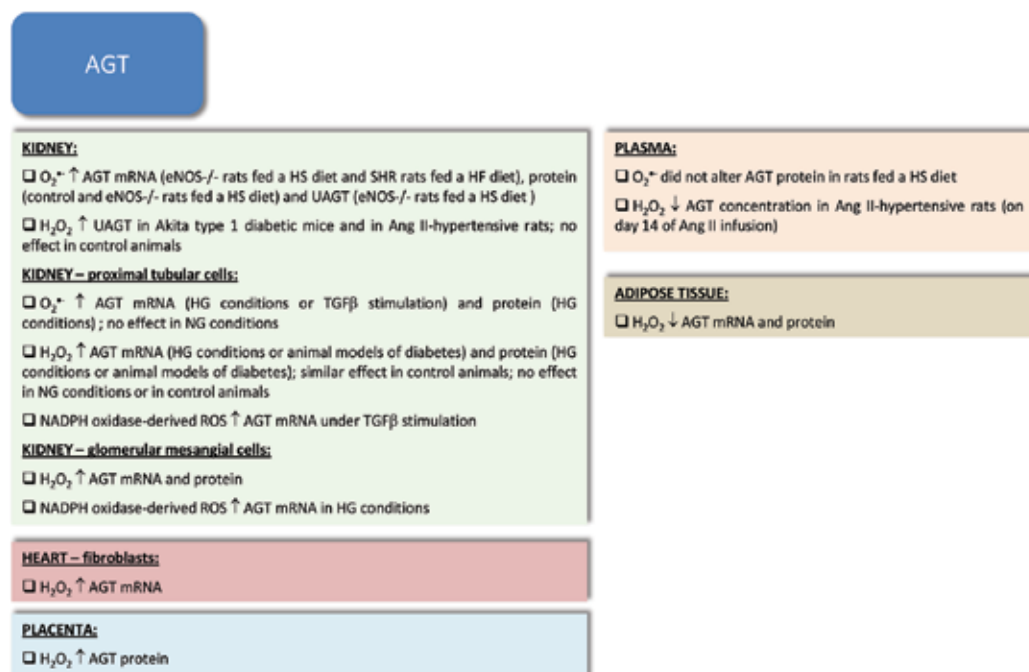 AGT
KIDNEY:
❑ O₂•⁻ ↑ AGT mRNA (eNOS-/- rats fed a HS diet and SHR rats fed a HF diet), protein
(control and eNOS-/- rats fed a HS diet) and UAGT (eNOS-/- rats fed a HS diet )
❑ H₂O₂ ↑ UAGT in Akita type 1 diabetic mice and in Ang II-hypertensive rats; no
effect in control animals
KIDNEY – proximal tubular cells:
❑ O₂•⁻ ↑ AGT mRNA (HG conditions or TGFβ stimulation) and protein (HG
conditions) ; no effect in NG conditions
❑ H₂O₂ ↑ AGT mRNA (HG conditions or animal models of diabetes) and protein (HG
conditions or animal models of diabetes); similar effect in control animals; no effect
in NG conditions or in control animals
❑ NADPH oxidase-derived ROS ↑ AGT mRNA under TGFβ stimulation
KIDNEY – glomerular mesangial cells:
❑ H₂O₂ ↑ AGT mRNA and protein
❑ NADPH oxidase-derived ROS ↑ AGT mRNA in HG conditions
HEART – fibroblasts:
❑ H₂O₂ ↑ AGT mRNA
PLACENTA:
❑ H₂O₂ ↑ AGT protein
PLASMA:
❑ O₂•⁻ did not alter AGT protein in rats fed a HS diet
❑ H₂O₂ ↓ AGT concentration in Ang II-hypertensive rats (on
day 14 of Ang II infusion)
ADIPOSE TISSUE:
❑ H₂O₂ ↓ AGT mRNA and protein